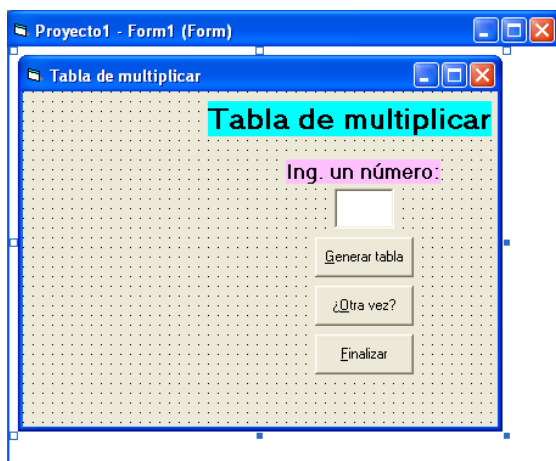 Proyecto1 - Form1 (Form)
Tabla de multiplicar
Tabla de multiplicar
Ing. un número:
Generar tabla
¿Otra vez?
Finalizar